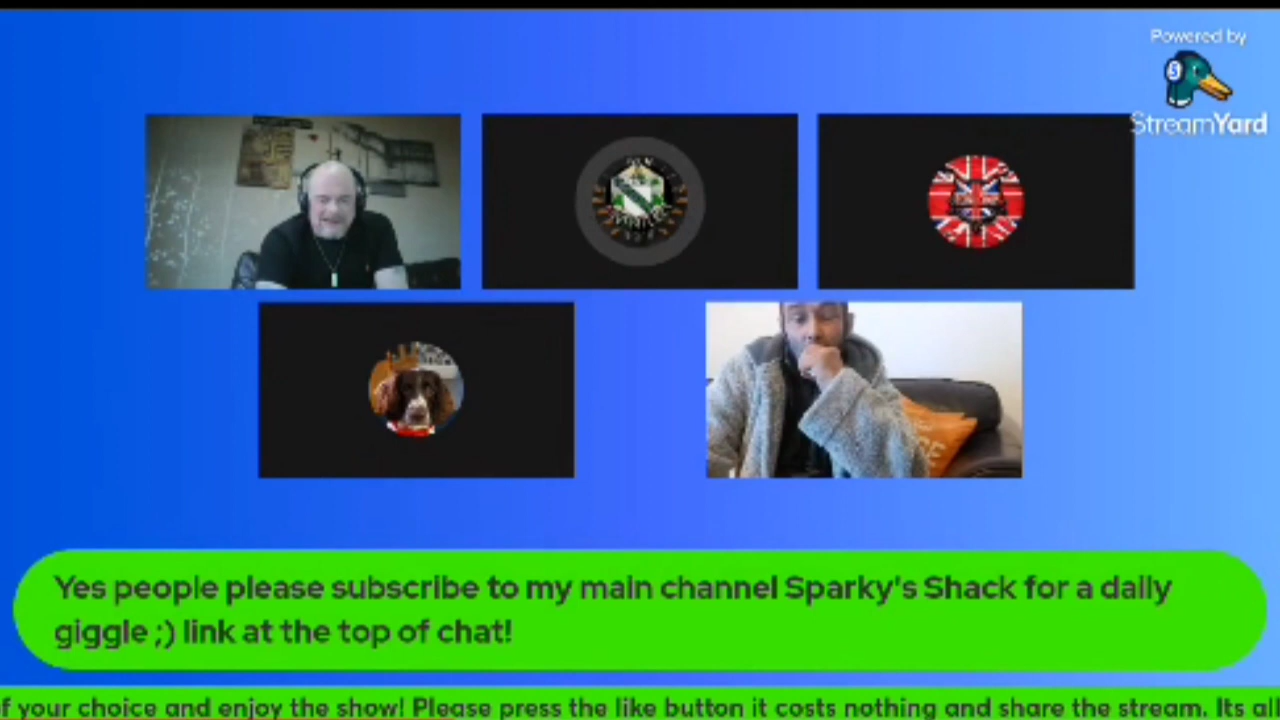 Powered by
StreamYard
Yes people please subscribe to my main channel Sparky's Shack for a daily
giggle ;) link at the top of chat!
f your choice and enjoy the show! Please press the like button it costs nothing and share the stream. Its all